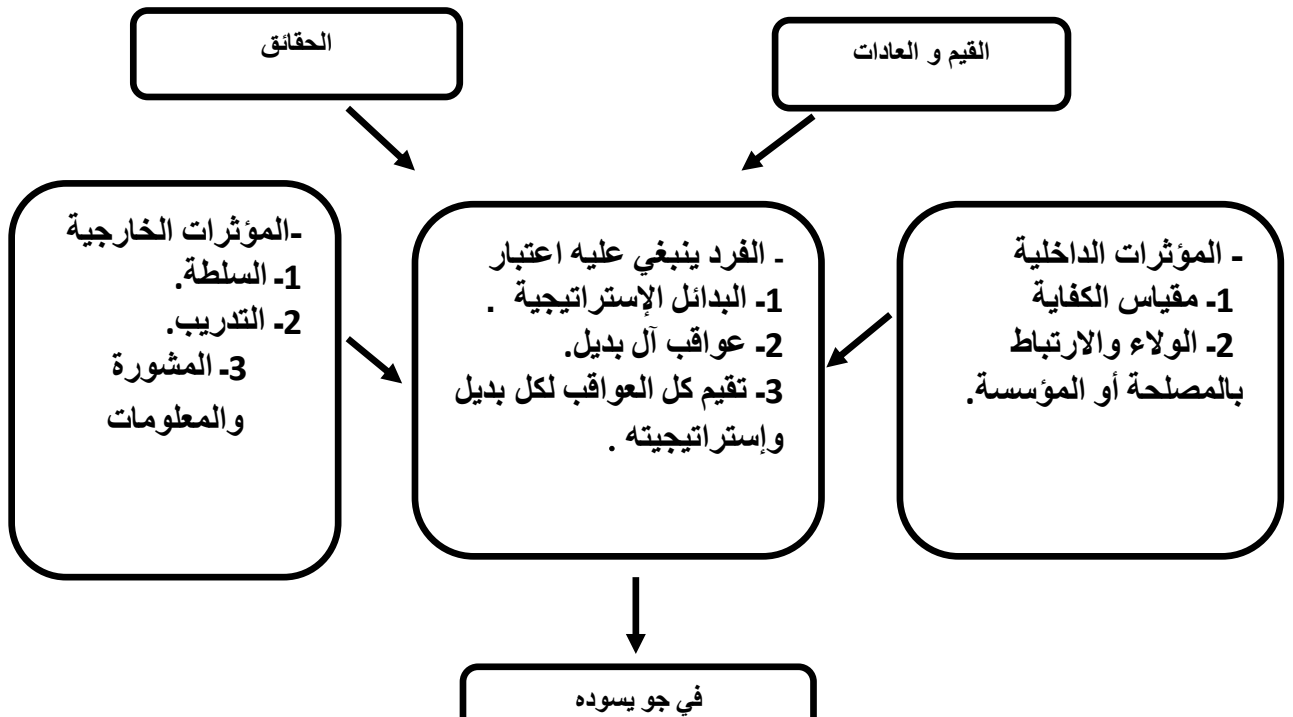 القيم و العادات
الحقائق
- المؤثرات الداخلية
1- مقياس الكفاية
2- الولاء والارتباط
بالمصلحة أو المؤسسة.
- الفرد ينبغي عليه اعتبار
1- البدائل الإستراتيجية .
2- عواقب آل بديل.
3- تقيم كل العواقب لكل بديل
وإستراتيجيته .
-المؤثرات الخارجية
1- السلطة.
2- التدريب.
3- المشورة
والمعلومات
في جو يسوده